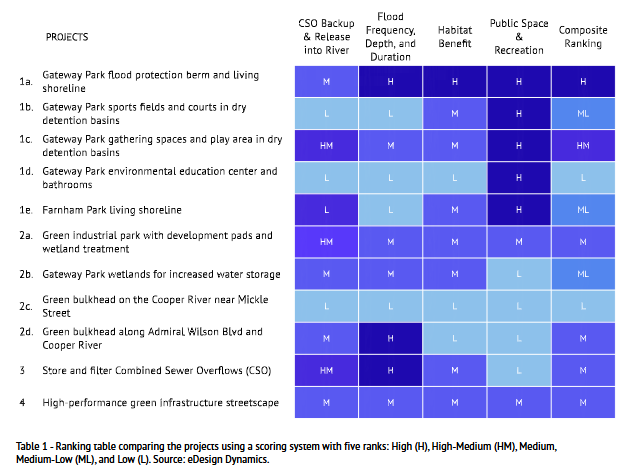 PROJECTS
CSO Backup
& Release
into River
Flood
Frequency,
Depth, and
Duration
Habitat
Benefit
Public Space
&
Recreation
Composite
Ranking
1a. Gateway Park flood protection berm and living
shoreline
M H H H H
1b. Gateway Park sports fields and courts in dry
detention basins
L L M H ML
1c. Gateway Park gathering spaces and play area in dry
detention basins
HM M M H HM
1d. Gateway Park environmental education center and
bathrooms
L L L H L
1e. Farnham Park living shoreline
L L M H ML
2a. Green industrial park with development pads and
wetland treatment
HM M M M M
2b. Gateway Park wetlands for increased water storage
M M M L ML
2c. Green bulkhead on the Cooper River near Mickle
Street
L L L L L
2d. Green bulkhead along Admiral Wilson Blvd and
Cooper River
M H L L M
3 Store and filter Combined Sewer Overflows (CSO)
HM H M L M
4 High-performance green infrastructure streetscape
M M M M M
Table 1 - Ranking table comparing the projects using a scoring system with five ranks: High (H), High-Medium (HM), Medium,
Medium-Low (ML), and Low (L). Source: eDesign Dynamics.